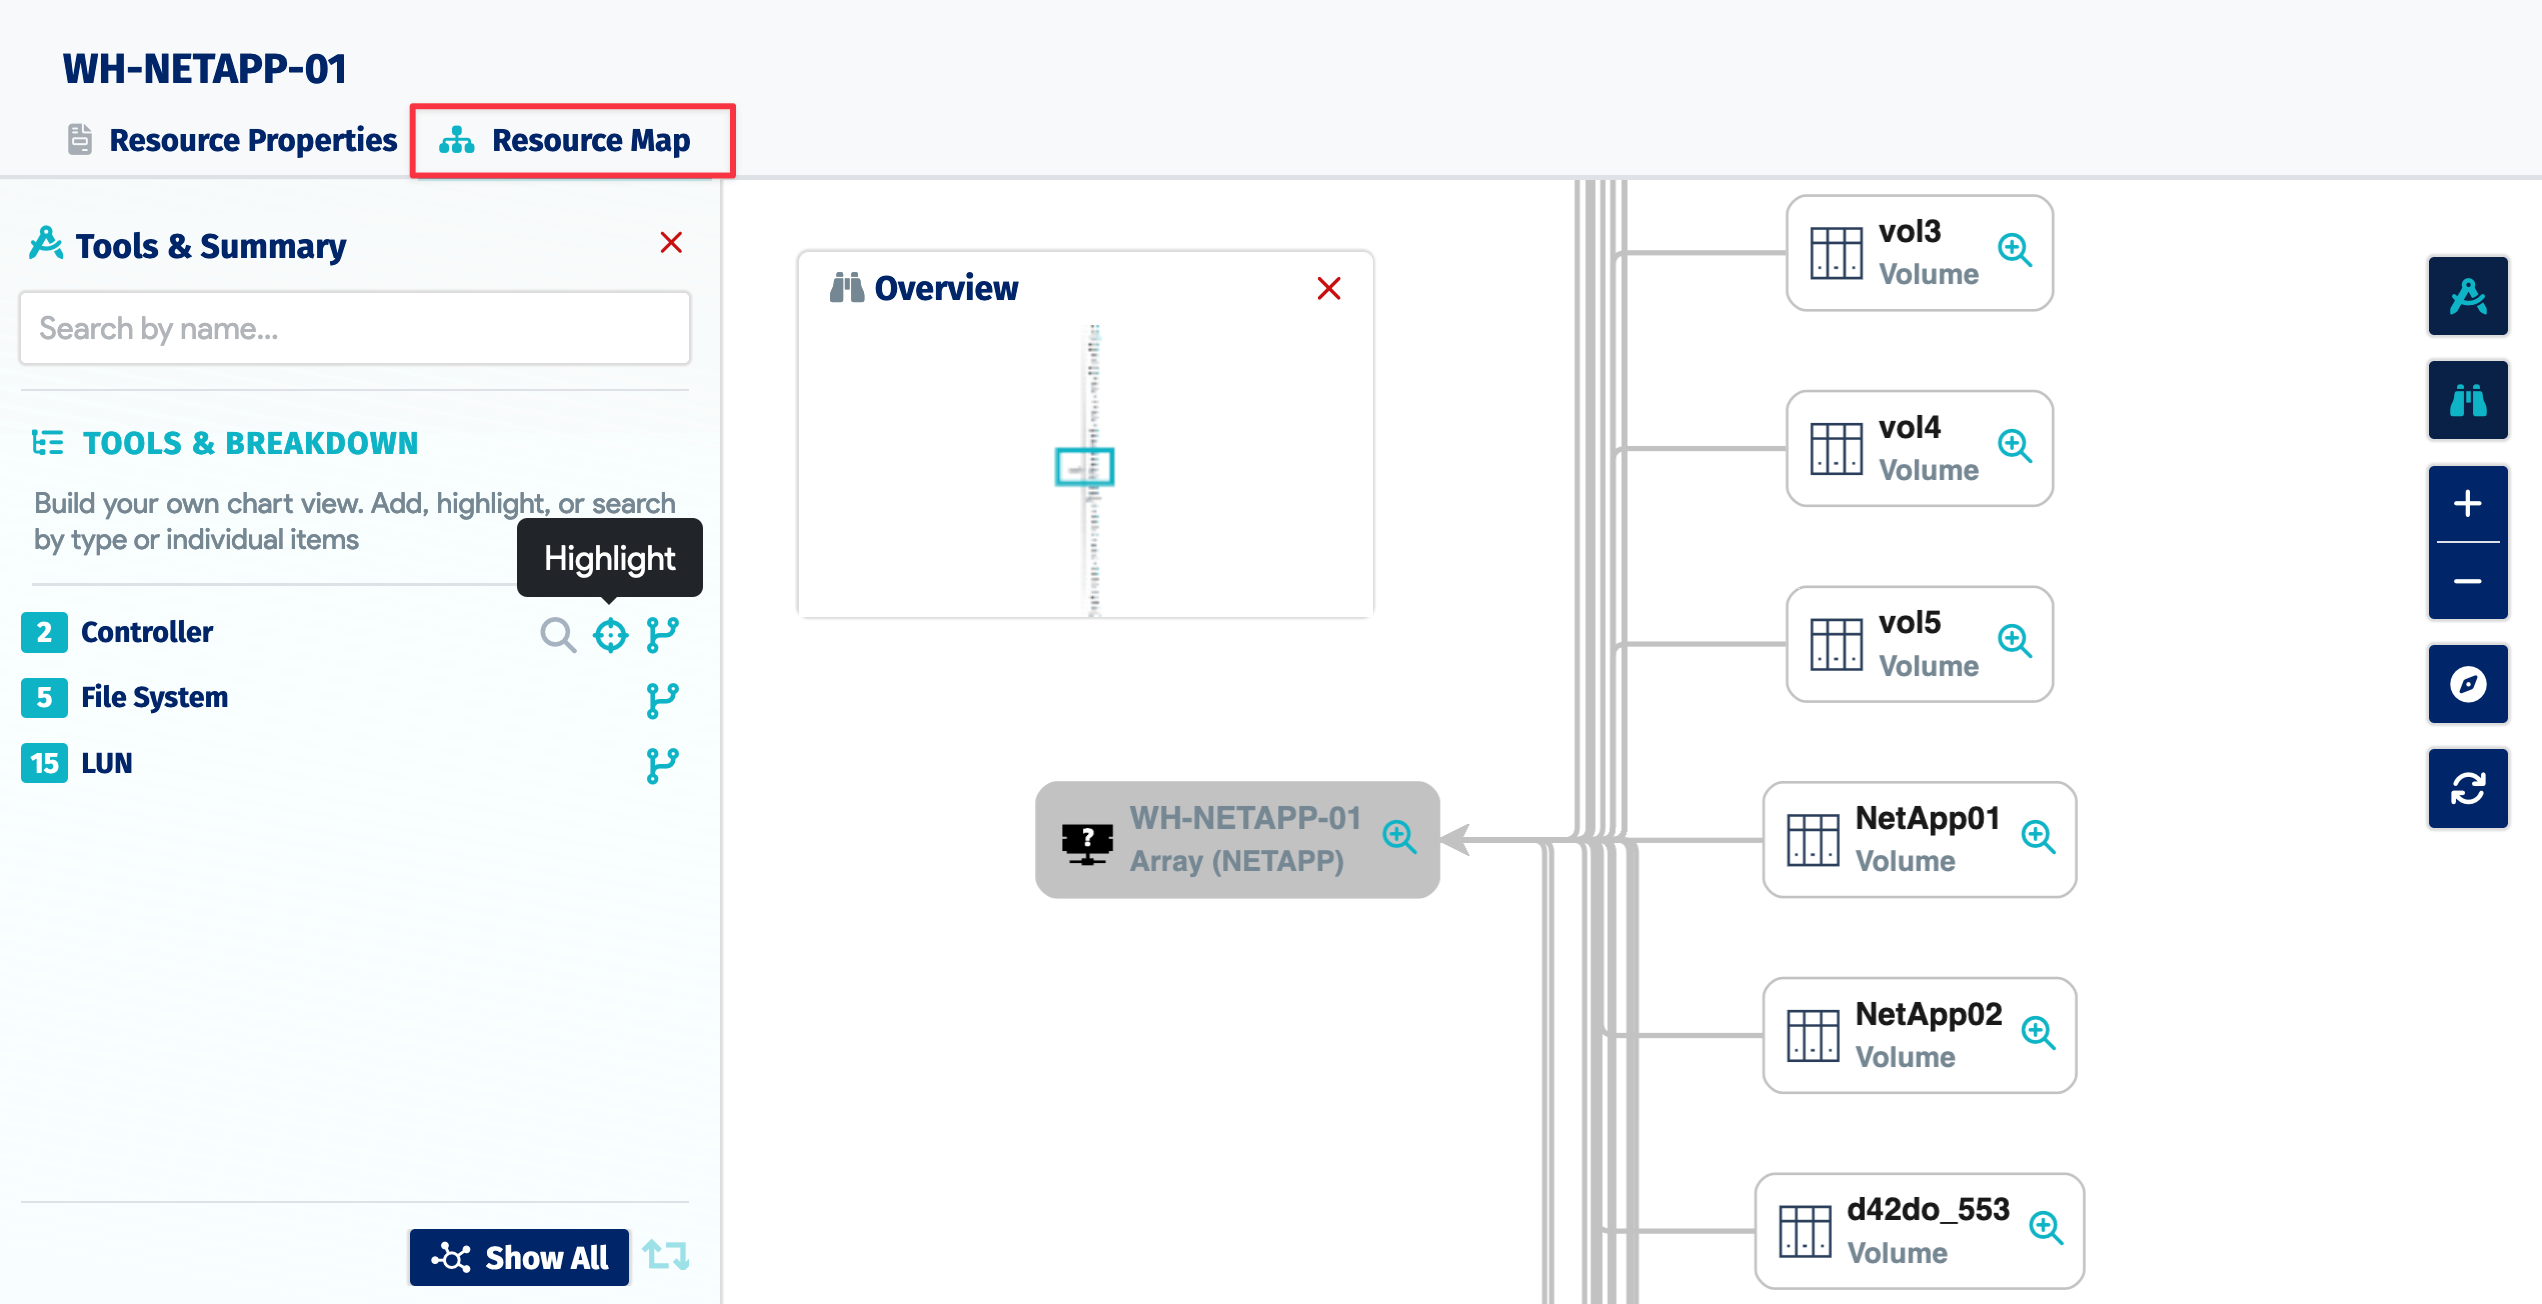 WH-NETAPP-01
Resource Properties
Resource Map
Tools & Summary
Search by name...
TOOLS & BREAKDOWN
Build your own chart view. Add, highlight, or search
by type or individual items
Highlight
2 Controller
5 File System
15 LUN
Show All
Overview
WH-NETAPP-01
Array (NETAPP)
vol3
Volume
vol4
Volume
vol5
Volume
NetApp01
Volume
NetApp02
Volume
d42do_553
Volume